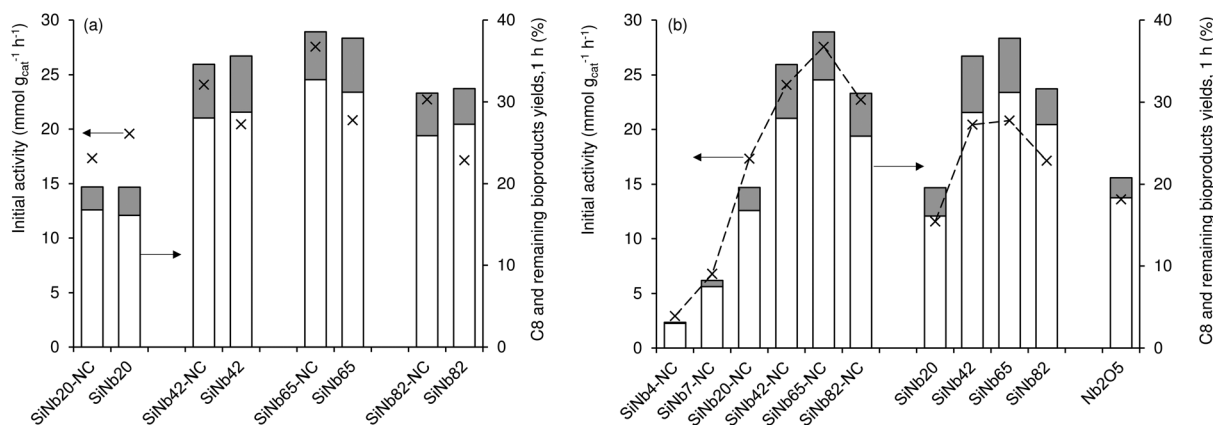 (a)
Initial activity (mmol g_cat⁻¹ h⁻¹)
30
25
20
15
10
5
0
40
30
20
10
0
C8 and remaining bioproducts yields,1 h (%)
SiNb20-NC
SiNb20
SiNb42-NC
SiNb42
SiNb65-NC
SiNb65
SiNb82-NC
SiNb82
(b)
Initial activity (mmol g_cat⁻¹ h⁻¹)
30
25
20
15
10
5
0
40
30
20
10
0
C8 and remaining bioproducts yields, 1 h (%)
SiNb4-NC
SiNb7-NC
SiNb20-NC
SiNb42-NC
SiNb65-NC
SiNb82-NC
SiNb20
SiNb42
SiNb65
SiNb82
Nb2O5